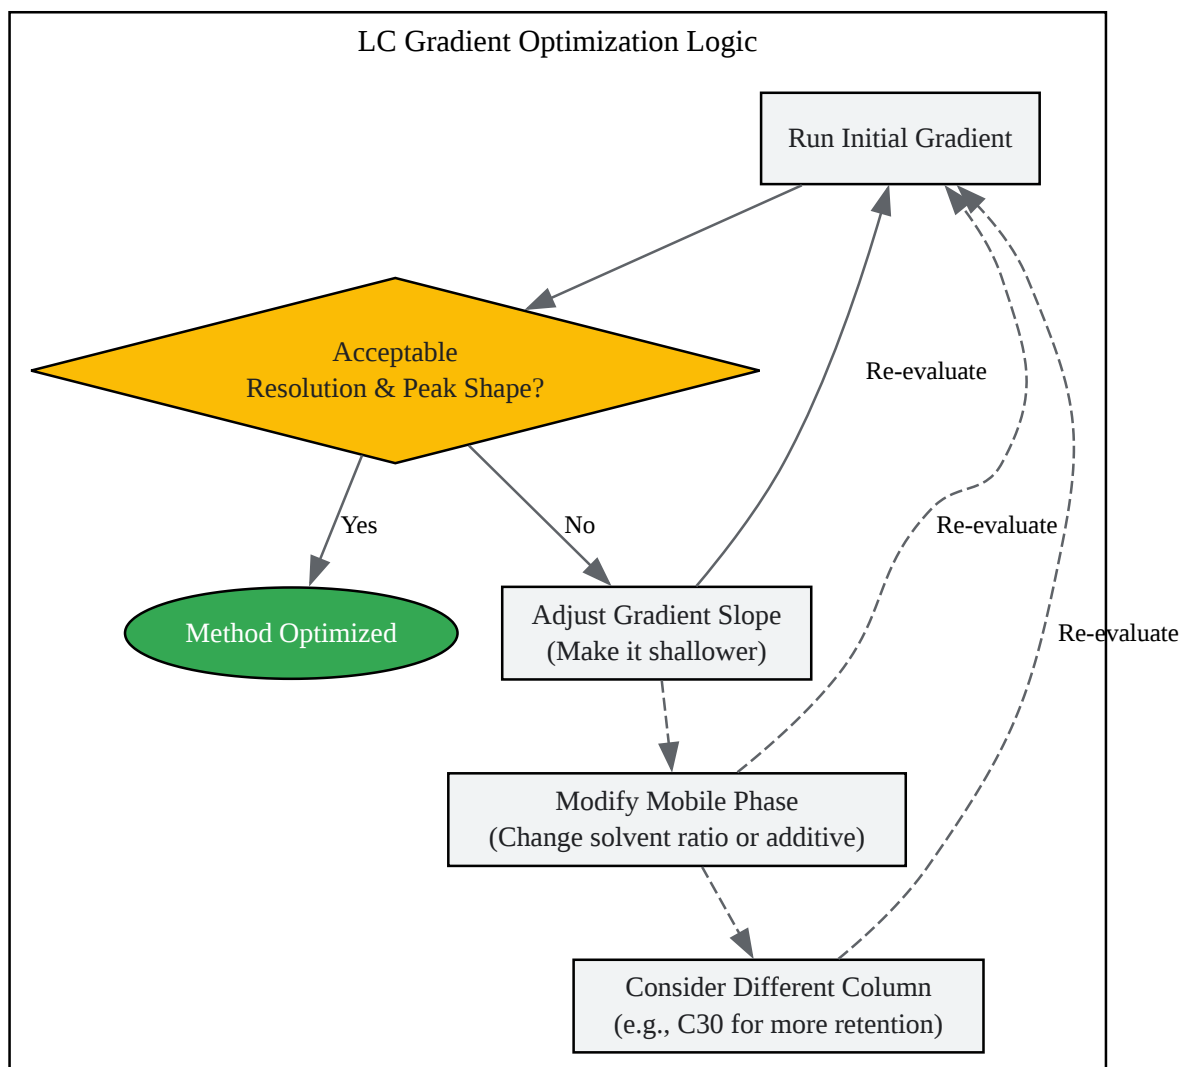 LC Gradient Optimization Logic
Run Initial Gradient
Acceptable
Resolution & Peak Shape?
Re-evaluate
Yes
No
Re-evaluate
Method Optimized
Adjust Gradient Slope
(Make it shallower)
Re-evaluate
Modify Mobile Phase
(Change solvent ratio or additive)
Consider Different Column
(e.g., C30 for more retention)